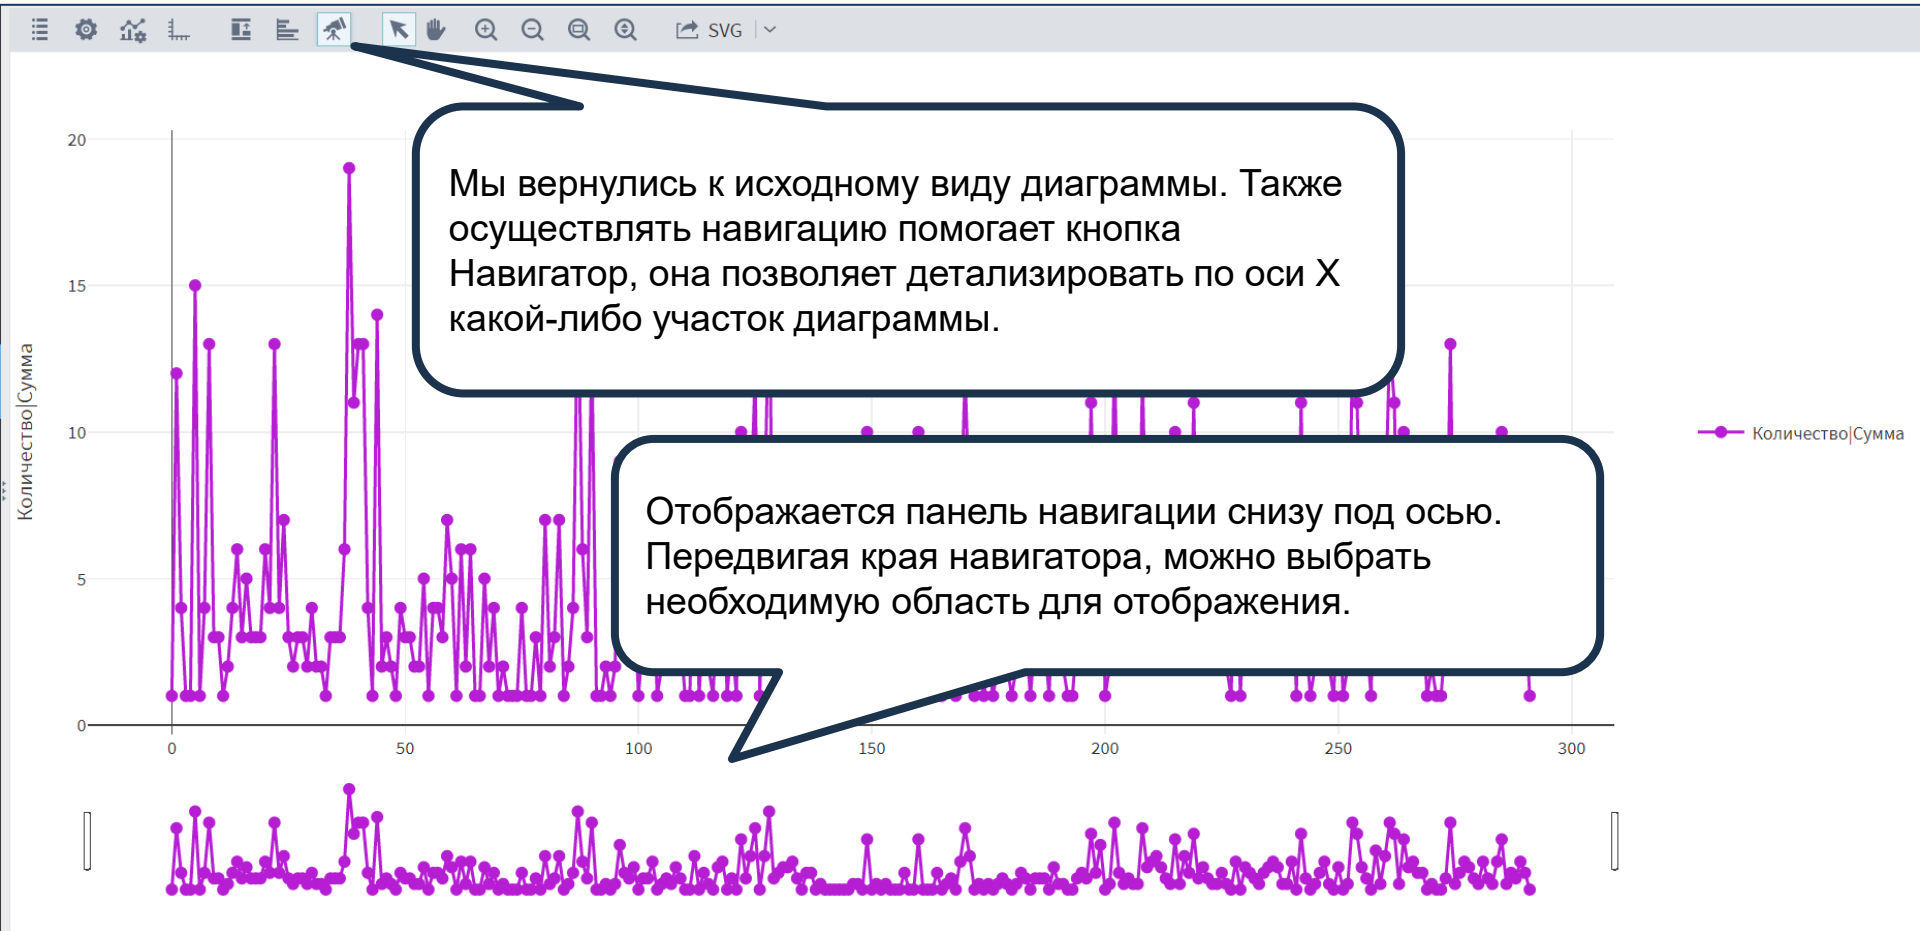 SVG
Мы вернулись к исходному виду диаграммы. Также
осуществлять навигацию помогает кнопка
Навигатор, она позволяет детализировать по оси X
какой-либо участок диаграммы.
20
15
10
5
0
Количество|Сумма
Количество|Сумма
Отображается панель навигации снизу под осью.
Передвигая края навигатора, можно выбрать
необходимую область для отображения.
0 50 100 150 200 250 300